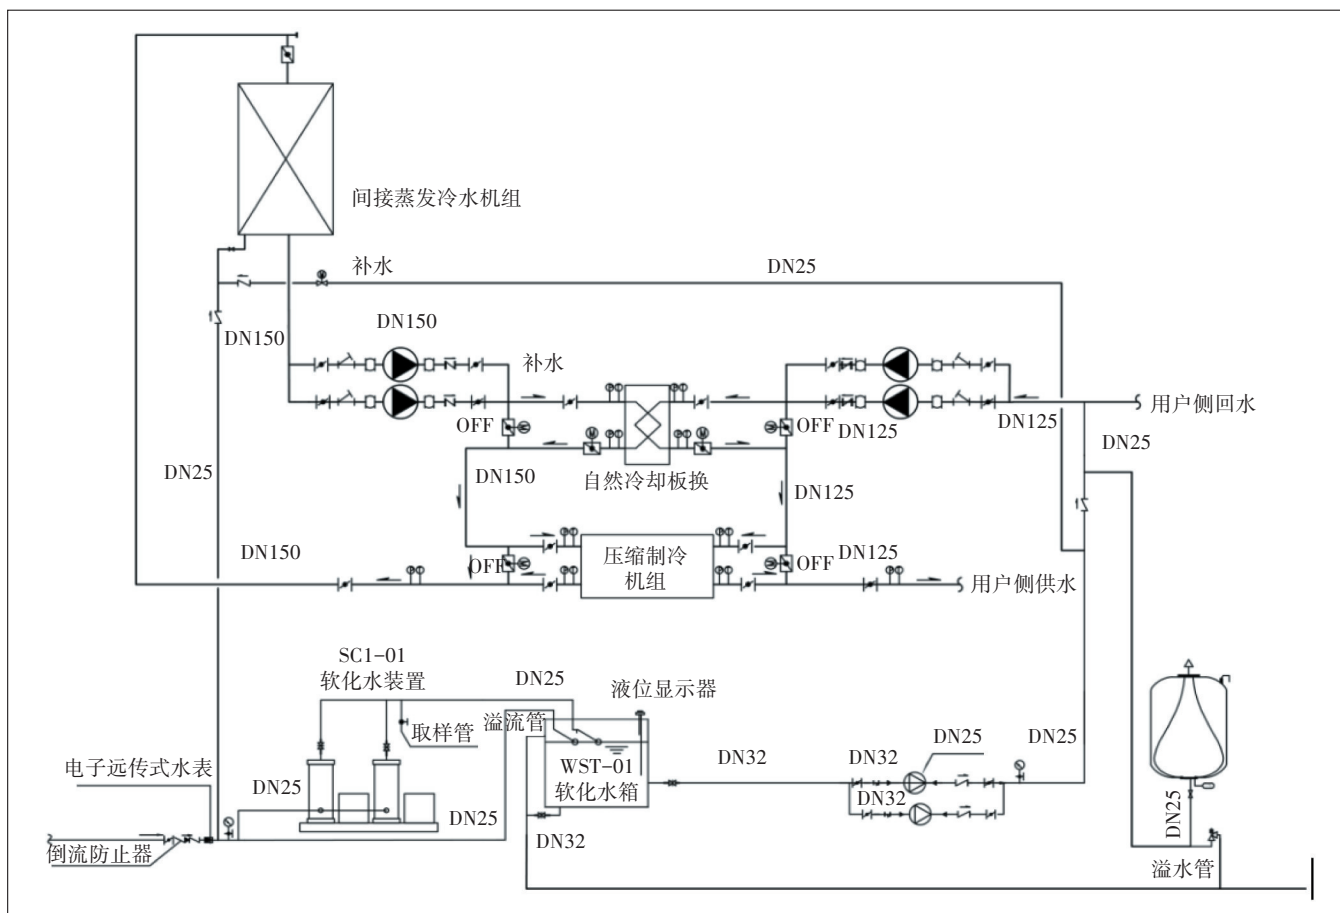 间接蒸发冷水机组
补水
DN25
DN150
DN150
补水
用户侧回水
OFF
OFF
DN125
DN125
DN25
DN25
DN150
自然冷却板换
DN125
DN150
OFF
压缩制冷
机组
OFF
DN125
用户侧供水
SC1-01
软化水装置
DN25
液位显示器
溢流管
取样管
DN25
DN25
电子远传式水表
WST-01
软化水箱
DN32
DN32
DN25
DN32
DN25
DN25
倒流防止器
DN32
溢水管